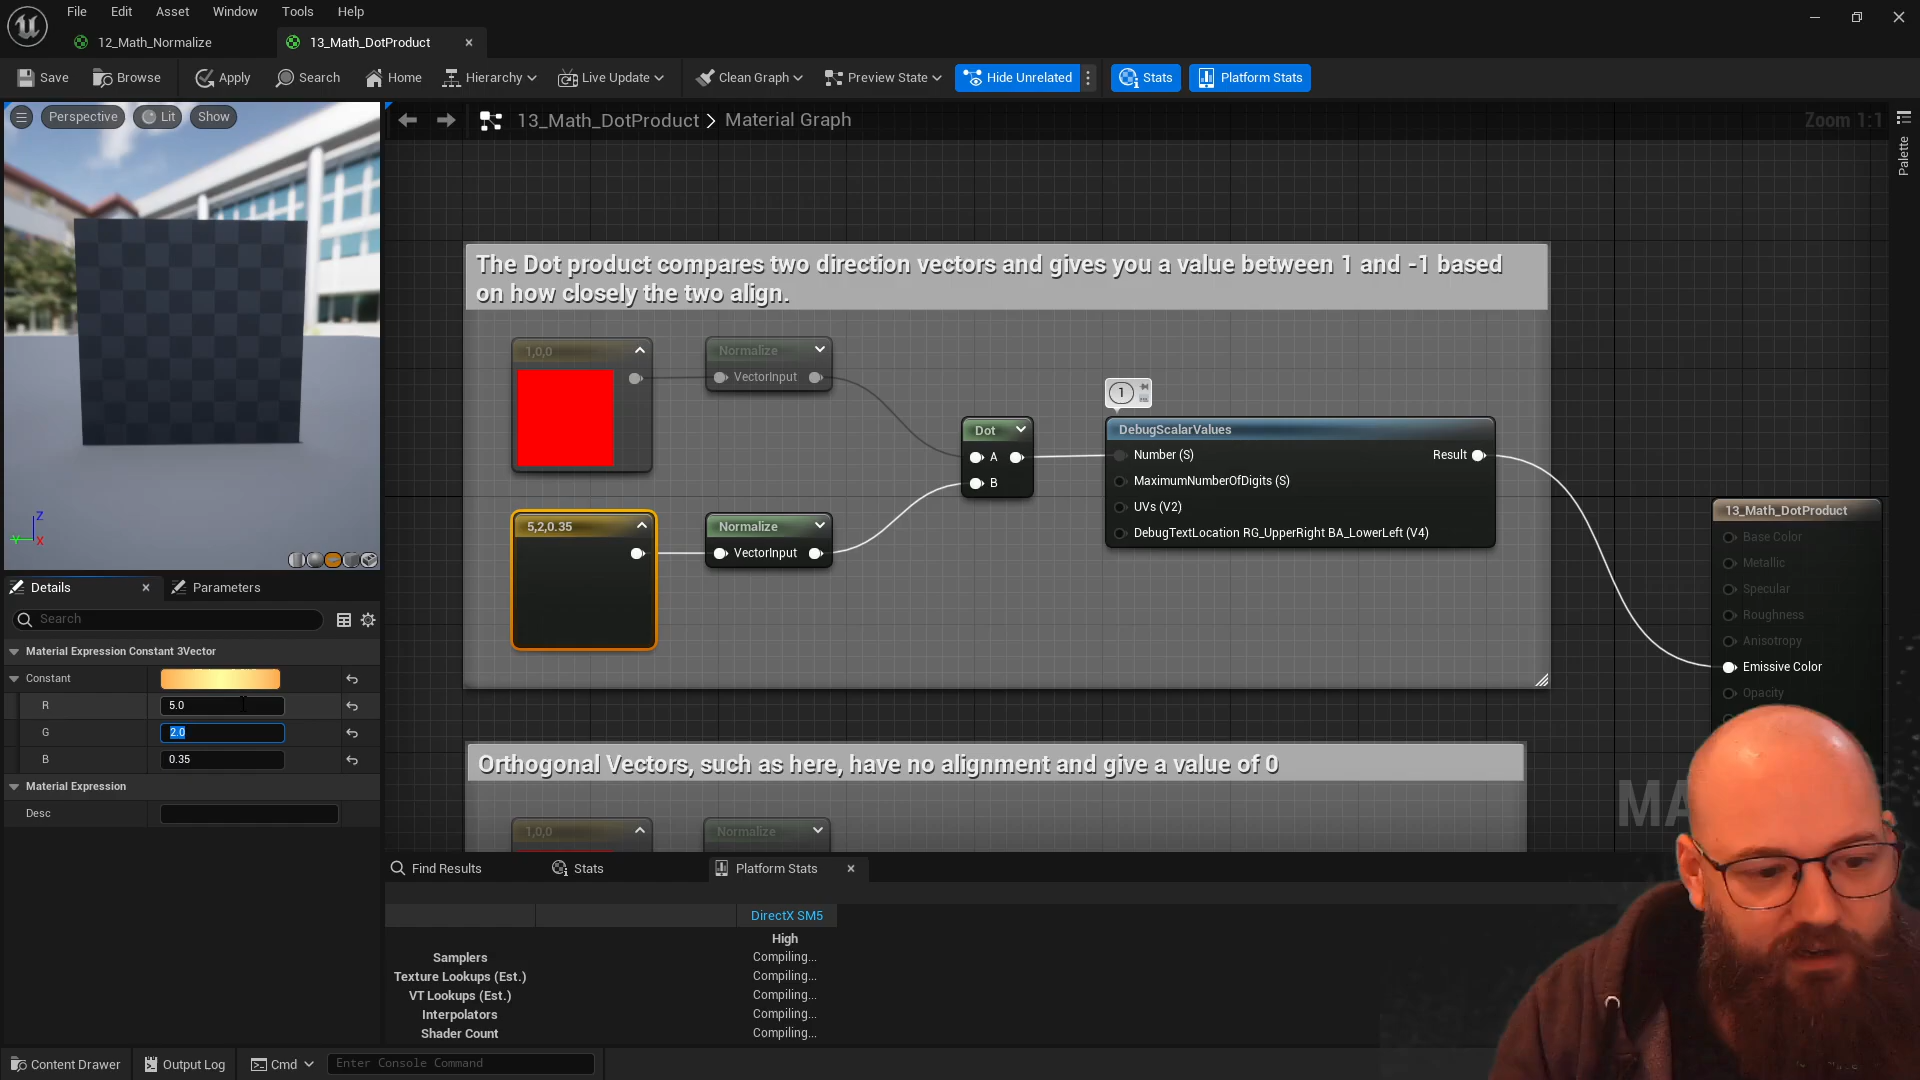 File Edit Asset Window Tools Help
12_Math_Normalize
13_Math_DotProduct
Save
Browse
Apply
Search
Home
Hierarchy
Live Update
Clean Graph
Preview State
Hide Unrelated
Stats
Platform Stats
Perspective
Lit
Show
13_Math_DotProduct
Material Graph
Zoom 1:1
Palette
The Dot product compares two direction vectors and gives you a value between 1 and -1 based
on how closely the two align.
1,0,0
Normalize
VectorInput
5,2,0.35
Normalize
VectorInput
Dot
A
B
1
DebugScalarValues
Number (S)
Result
MaximumNumberOfDigits (S)
UVs (V2)
DebugTextLocation RG_UpperRight BA_LowerLeft (V4)
13_Math_DotProduct
Base Color
Metallic
Specular
Roughness
Anisotropy
Emissive Color
Opacity
Z
Y
X
Details
Parameters
Search
Material Expression Constant 3Vector
Constant
R 5.0
G 2.0
B 0.35
Material Expression
Desc
Orthogonal Vectors, such as here, have no alignment and give a value of 0
1,0,0
Normalize
Find Results
Stats
Platform Stats
DirectX SM5
High
Samplers Compiling...
Texture Lookups (Est.) Compiling...
VT Lookups (Est.) Compiling...
Interpolators Compiling...
Shader Count Compiling...
Content Drawer
Output Log
Cmd
Enter Console Command